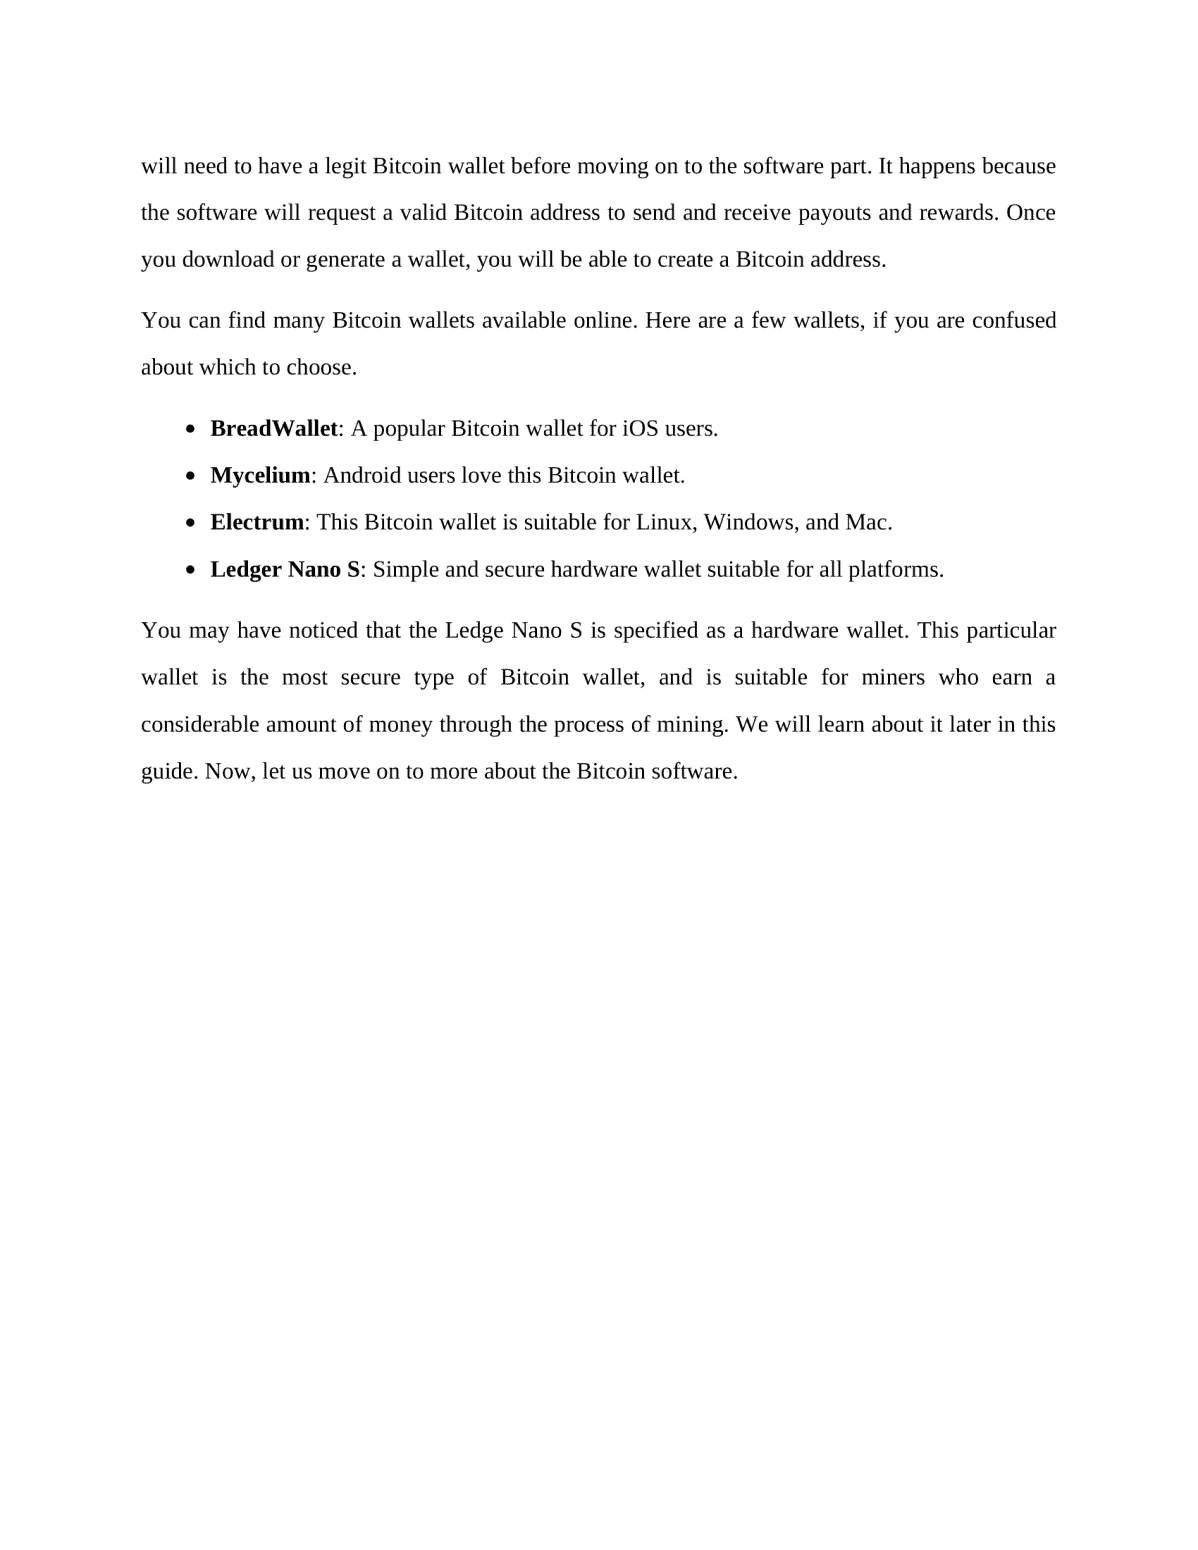 will need to have a legit Bitcoin wallet before moving on to the software part. It happens because
the software will request a valid Bitcoin address to send and receive payouts and rewards. Once
you download or generate a wallet, you will be able to create a Bitcoin address.
You can find many Bitcoin wallets available online. Here are a few wallets, if you are confused
about which to choose.
• BreadWallet: A popular Bitcoin wallet for iOS users.
• Mycelium: Android users love this Bitcoin wallet.
• Electrum: This Bitcoin wallet is suitable for Linux, Windows, and Mac.
• Ledger Nano S: Simple and secure hardware wallet suitable for all platforms.
You may have noticed that the Ledge Nano S is specified as a hardware wallet. This particular
wallet is the most secure type of Bitcoin wallet, and is suitable for miners who earn a
considerable amount of money through the process of mining. We will learn about it later in this
guide. Now, let us move on to more about the Bitcoin software.